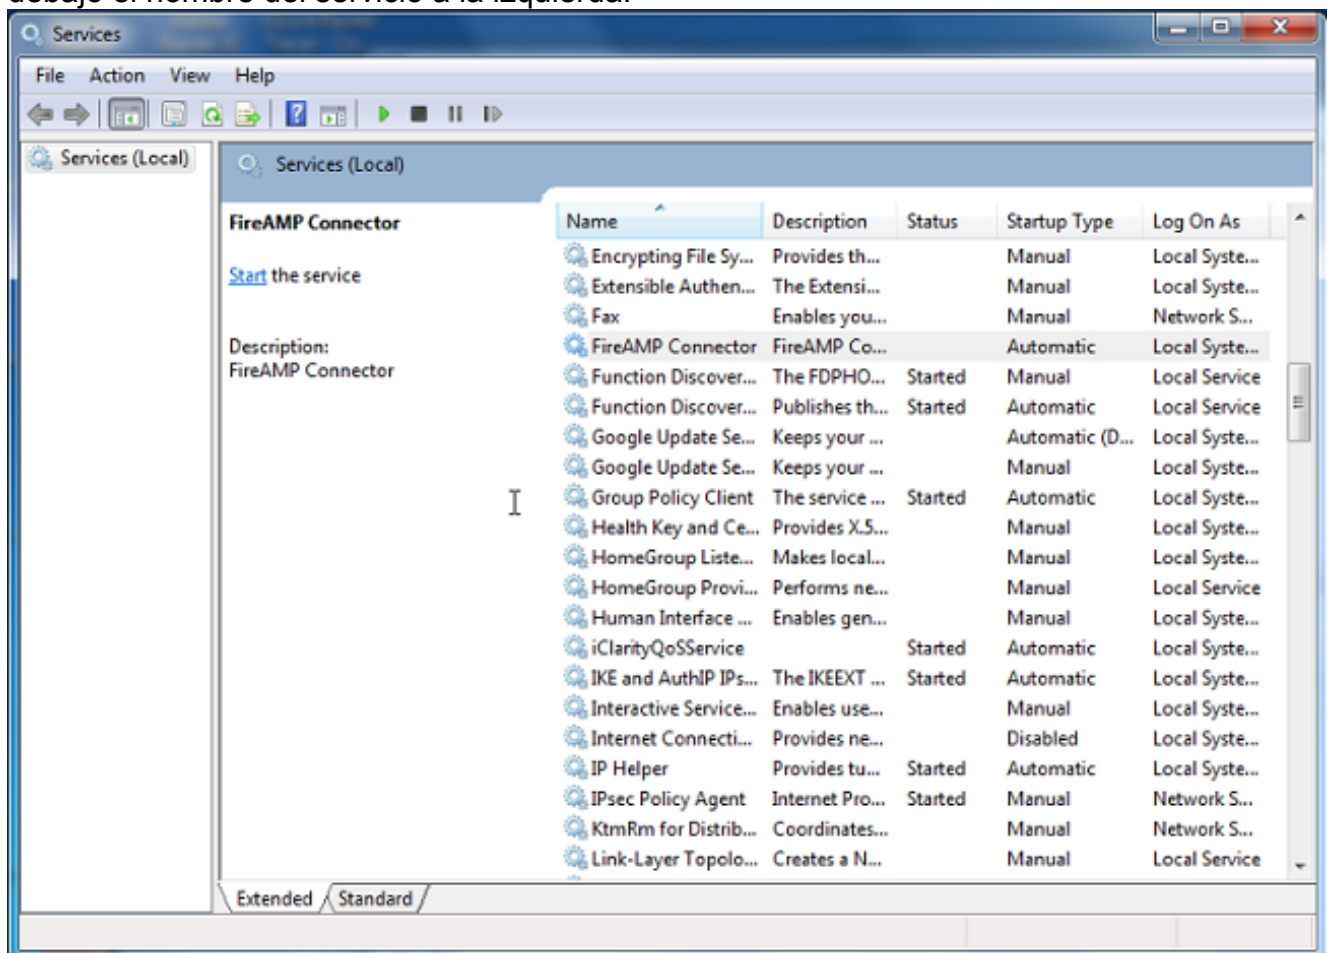 debajo el nombre del servicio a la izquierda.
Services
File Action View Help
Services (Local)
Services (Local)
FireAMP Connector
Start the service
Description:
FireAMP Connector
Name Description Status Startup Type Log On As
Encrypting File Sy... Provides th... Manual Local Syste...
Extensible Authen... The Extensi... Manual Local Syste...
Fax Enables you... Manual Network S...
FireAMP Connector FireAMP Co... Automatic Local Syste...
Function Discover... The FDPHO... Started Manual Local Service
Function Discover... Publishes th... Started Automatic Local Service
Google Update Se... Keeps your ... Automatic (D... Local Syste...
Google Update Se... Keeps your ... Manual Local Syste...
Group Policy Client The service ... Started Automatic Local Syste...
Health Key and Ce... Provides X.5... Manual Local Syste...
HomeGroup Liste... Makes local... Manual Local Syste...
HomeGroup Provi... Performs ne... Manual Local Service
Human Interface ... Enables gen... Manual Local Syste...
iClarityQoSService Started Automatic Local Syste...
IKE and AuthIP IPs... The IKEEXT ... Started Automatic Local Syste...
Interactive Service... Enables use... Manual Local Syste...
Internet Connecti... Provides ne... Disabled Local Syste...
IP Helper Provides tu... Started Automatic Local Syste...
IPsec Policy Agent Internet Pro... Started Manual Network S...
KtmRm for Distrib... Coordinates... Manual Network S...
Link-Layer Topolo... Creates a N... Manual Local Service
Extended Standard